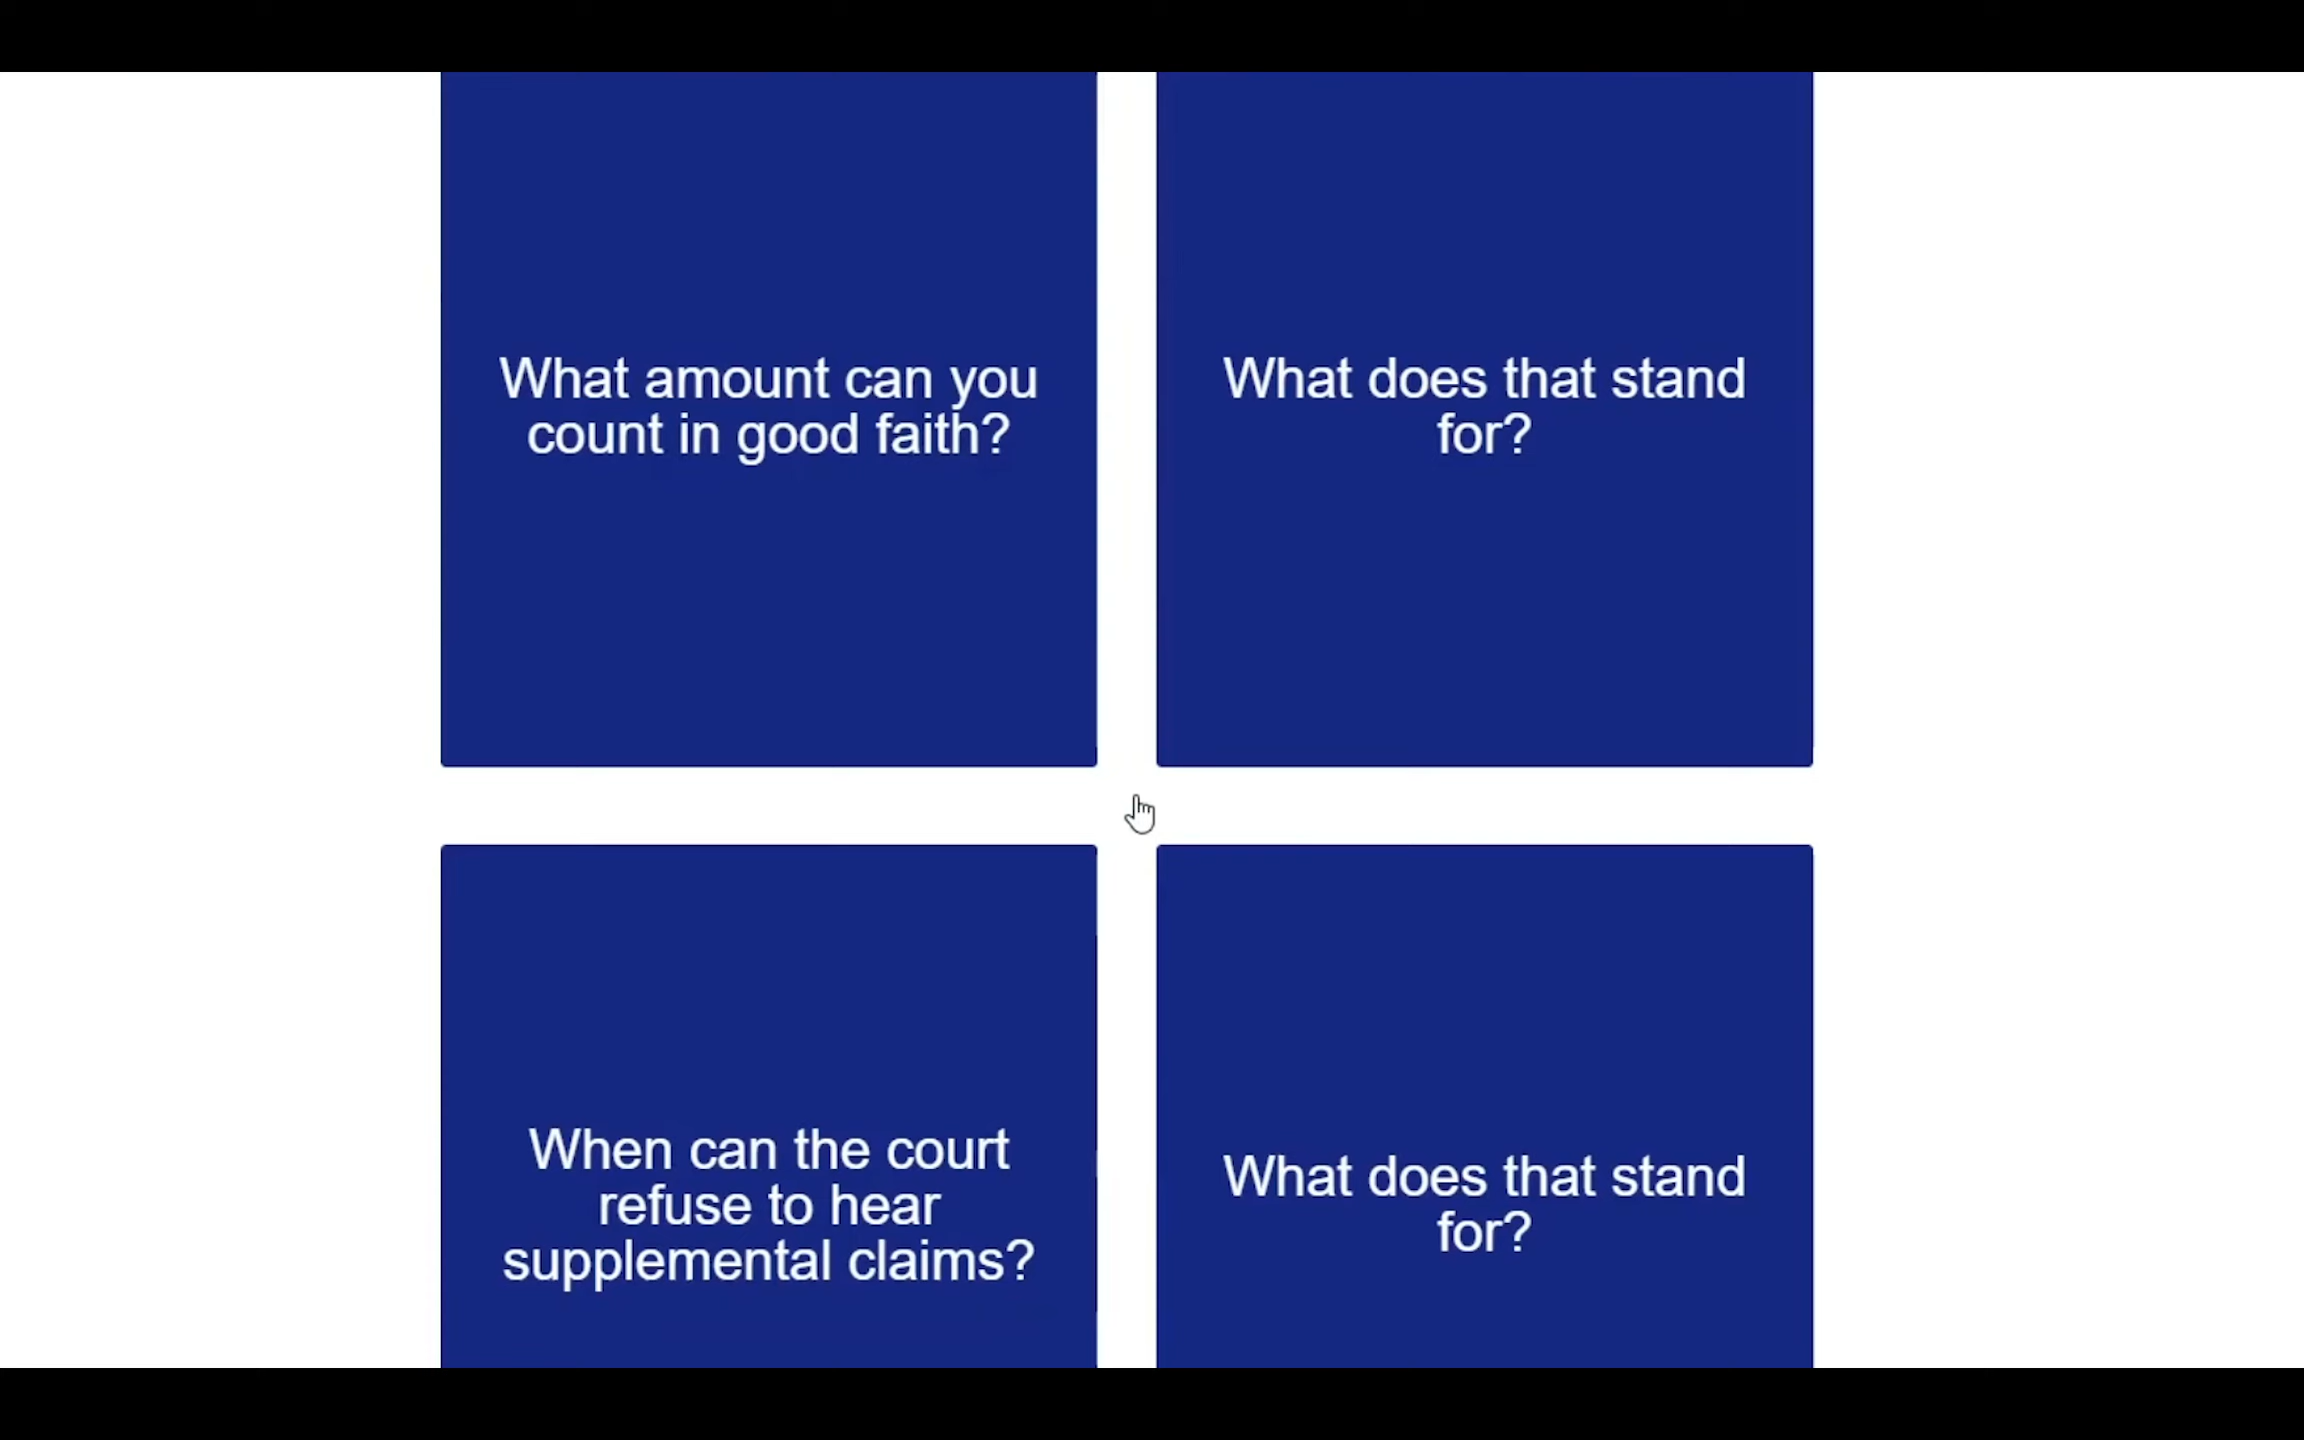 What amount can you
count in good faith?
What does that stand
for?
When can the court
refuse to hear
supplemental claims?
What does that stand
for?